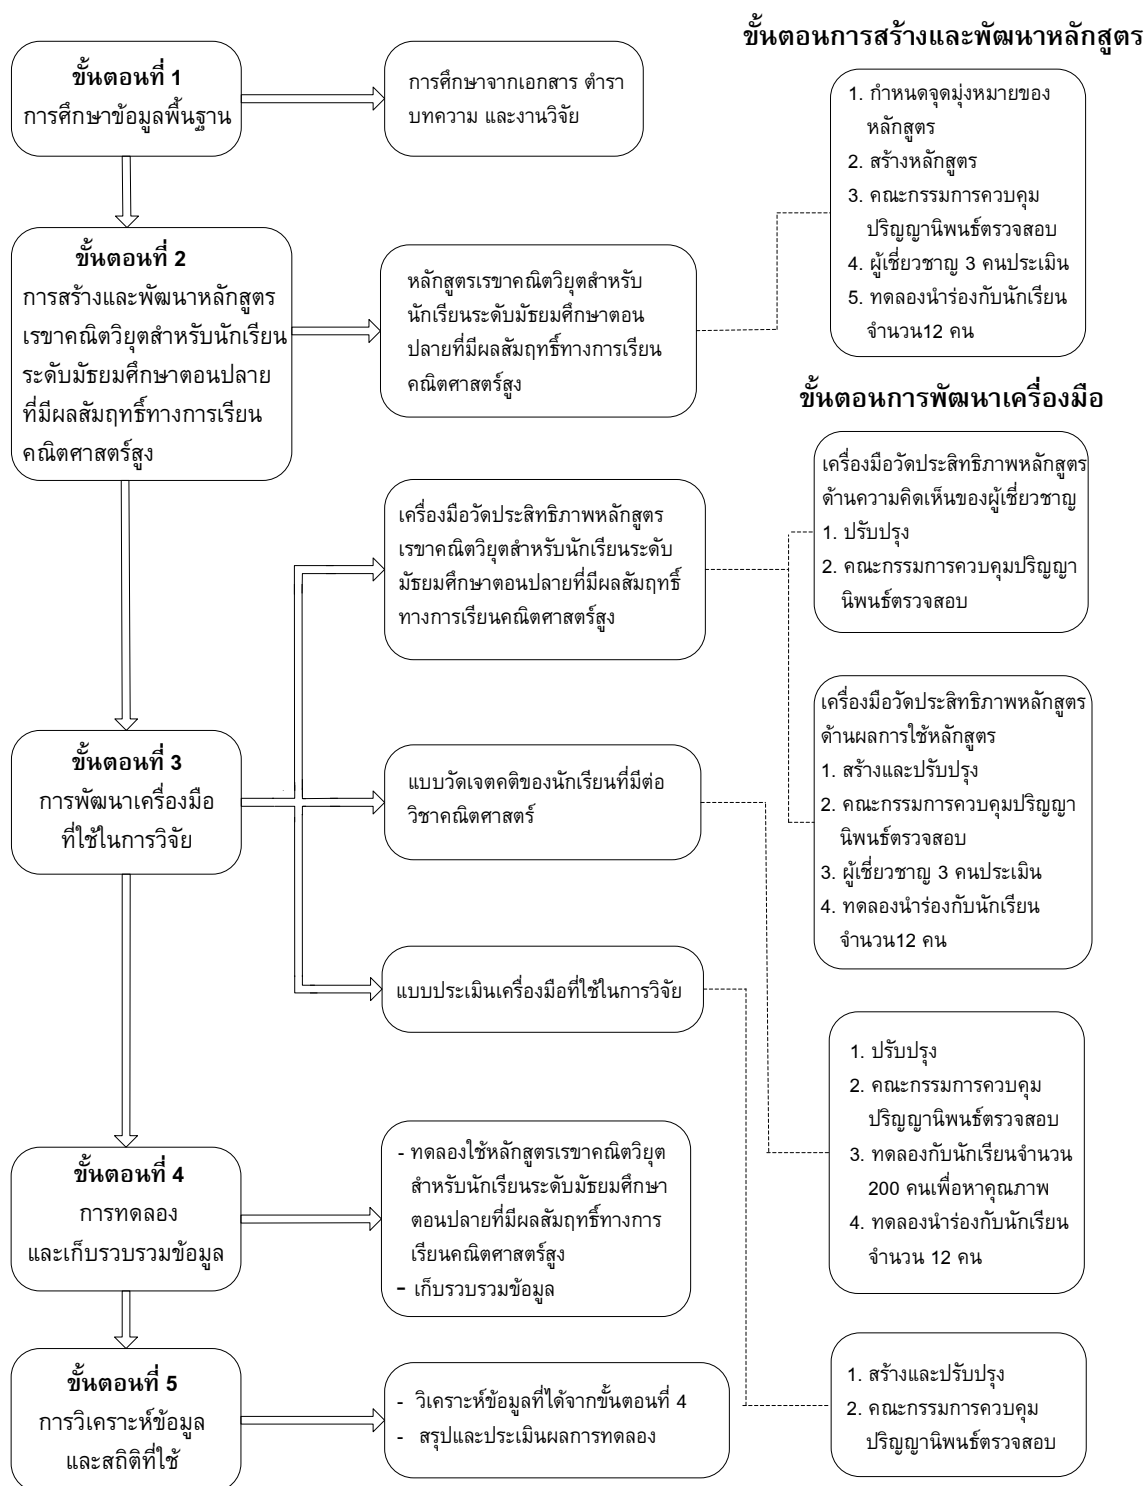 ขั้นตอนการสร้างและพัฒนาหลักสูตร
ขั้นตอนที่ 1
การศึกษาข้อมูลพื้นฐาน
การศึกษาจากเอกสาร ตำรา
บทความ และงานวิจัย
1. กำหนดจุดมุ่งหมายของ
หลักสูตร
2. สร้างหลักสูตร
3. คณะกรรมการควบคุม
ปริญญานิพนธ์ตรวจสอบ
4. ผู้เชี่ยวชาญ 3 คนประเมิน
5. ทดลองนำร่องกับนักเรียน
จำนวน12 คน
ขั้นตอนที่ 2
การสร้างและพัฒนาหลักสูตร
เรขาคณิตวิยุตสำหรับนักเรียน
ระดับมัธยมศึกษาตอนปลาย
ที่มีผลสัมฤทธิ์ทางการเรียน
คณิตศาสตร์สูง
หลักสูตรเรขาคณิตวิยุตสำหรับ
นักเรียนระดับมัธยมศึกษาตอน
ปลายที่มีผลสัมฤทธิ์ทางการเรียน
คณิตศาสตร์สูง
ขั้นตอนการพัฒนาเครื่องมือ
เครื่องมือวัดประสิทธิภาพหลักสูตร
ด้านความคิดเห็นของผู้เชี่ยวชาญ
1. ปรับปรุง
2. คณะกรรมการควบคุมปริญญา
นิพนธ์ตรวจสอบ
เครื่องมือวัดประสิทธิภาพหลักสูตร
เรขาคณิตวิยุตสำหรับนักเรียนระดับ
มัธยมศึกษาตอนปลายที่มีผลสัมฤทธิ์
ทางการเรียนคณิตศาสตร์สูง
เครื่องมือวัดประสิทธิภาพหลักสูตร
ด้านผลการใช้หลักสูตร
1. สร้างและปรับปรุง
2. คณะกรรมการควบคุมปริญญา
นิพนธ์ตรวจสอบ
3. ผู้เชี่ยวชาญ 3 คนประเมิน
4. ทดลองนำร่องกับนักเรียน
จำนวน12 คน
ขั้นตอนที่ 3
การพัฒนาเครื่องมือ
ที่ใช้ในการวิจัย
แบบวัดเจตคติของนักเรียนที่มีต่อ
วิชาคณิตศาสตร์
แบบประเมินเครื่องมือที่ใช้ในการวิจัย
1. ปรับปรุง
2. คณะกรรมการควบคุม
ปริญญานิพนธ์ตรวจสอบ
3. ทดลองกับนักเรียนจำนวน
200 คนเพื่อหาคุณภาพ
4. ทดลองนำร่องกับนักเรียน
จำนวน 12 คน
ขั้นตอนที่ 4
การทดลอง
และเก็บรวบรวมข้อมูล
- ทดลองใช้หลักสูตรเรขาคณิตวิยุต
สำหรับนักเรียนระดับมัธยมศึกษา
ตอนปลายที่มีผลสัมฤทธิ์ทางการ
เรียนคณิตศาสตร์สูง
- เก็บรวบรวมข้อมูล
ขั้นตอนที่ 5
การวิเคราะห์ข้อมูล
และสถิติที่ใช้
- วิเคราะห์ข้อมูลที่ได้จากขั้นตอนที่ 4
- สรุปและประเมินผลการทดลอง
1. สร้างและปรับปรุง
2. คณะกรรมการควบคุม
ปริญญานิพนธ์ตรวจสอบ